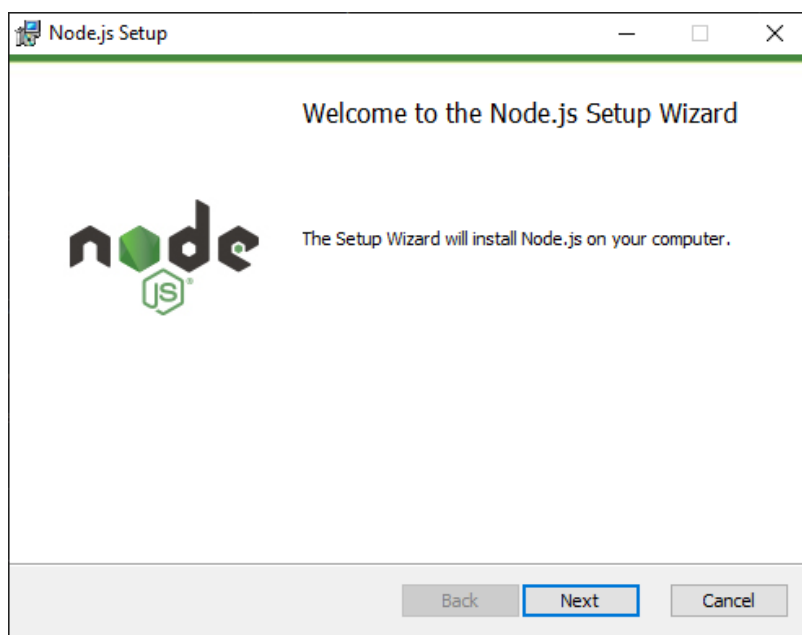 Node.js Setup
Welcome to the Node.js Setup Wizard
node
JS®
The Setup Wizard will install Node.js on your computer.
Back Next Cancel